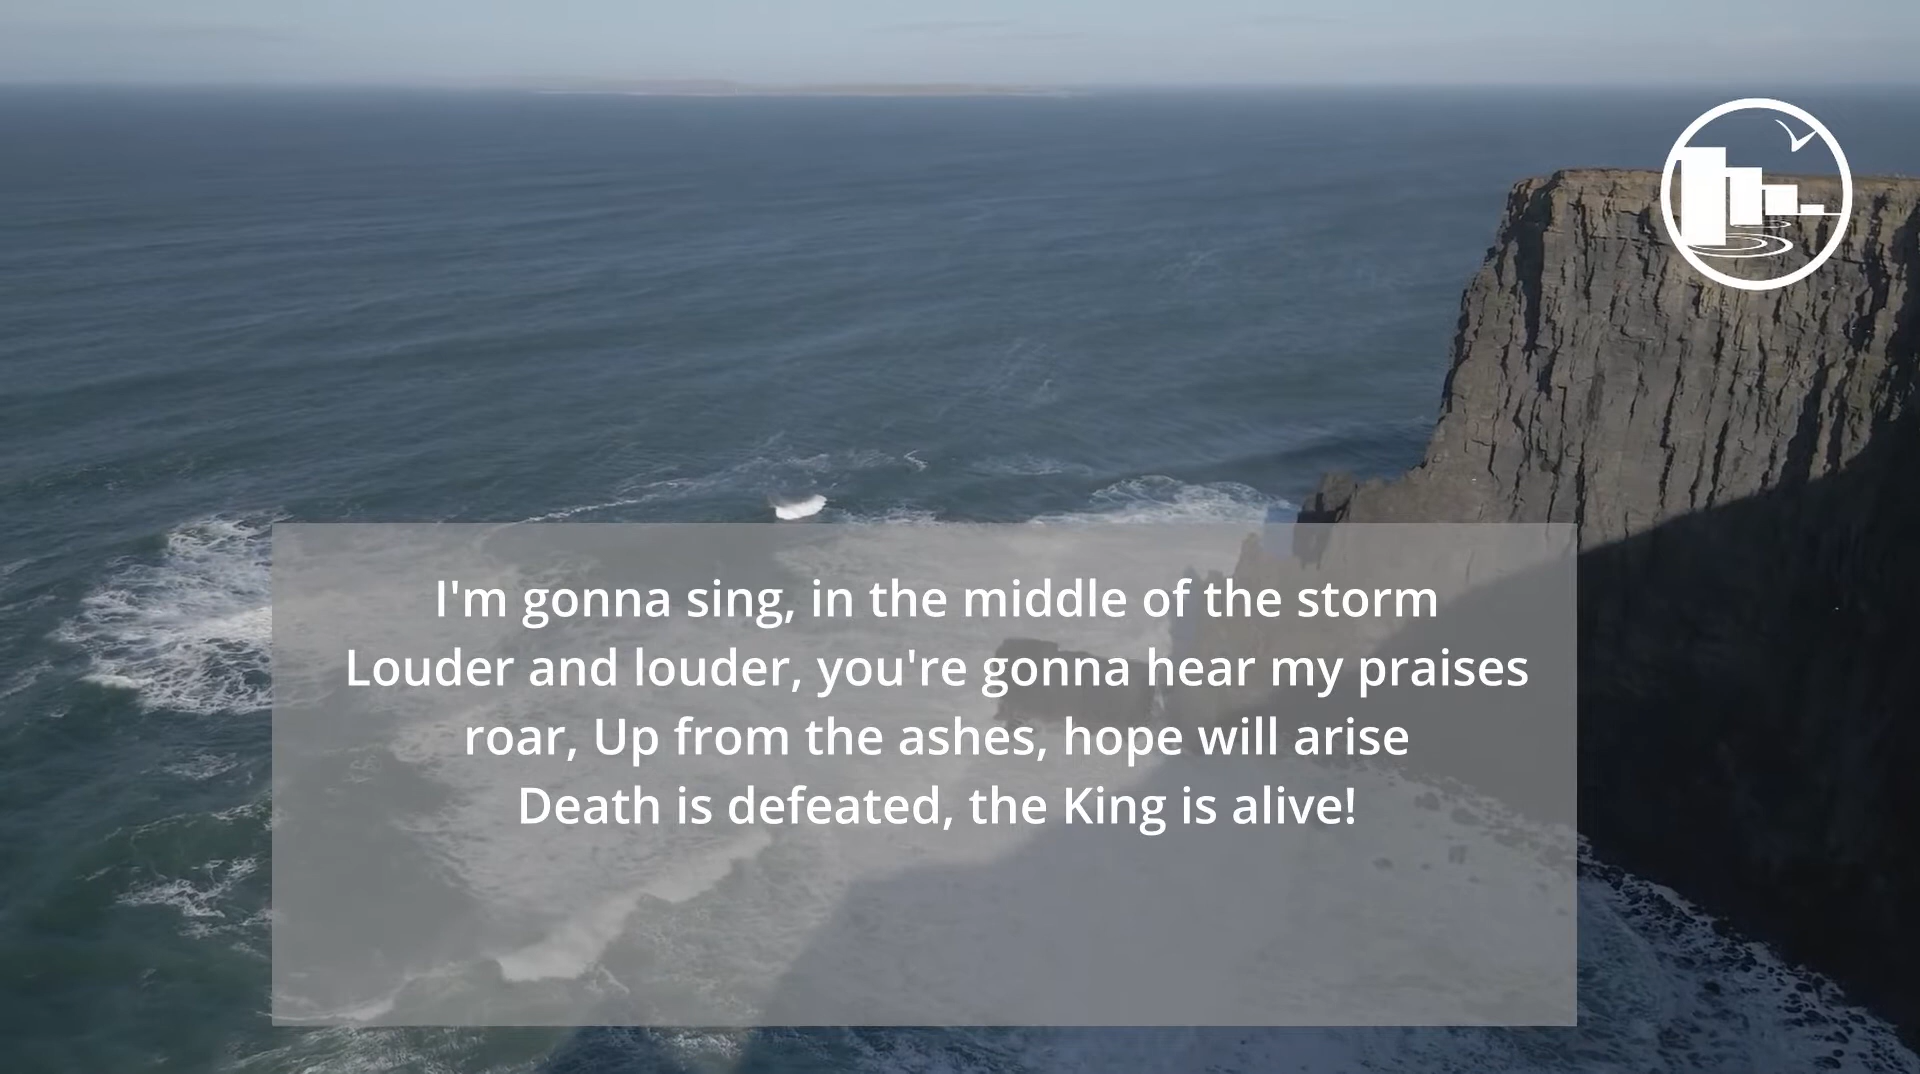 I'm gonna sing, in the middle of the storm
Louder and louder, you're gonna hear my praises
roar, Up from the ashes, hope will arise
Death is defeated, the King is alive!